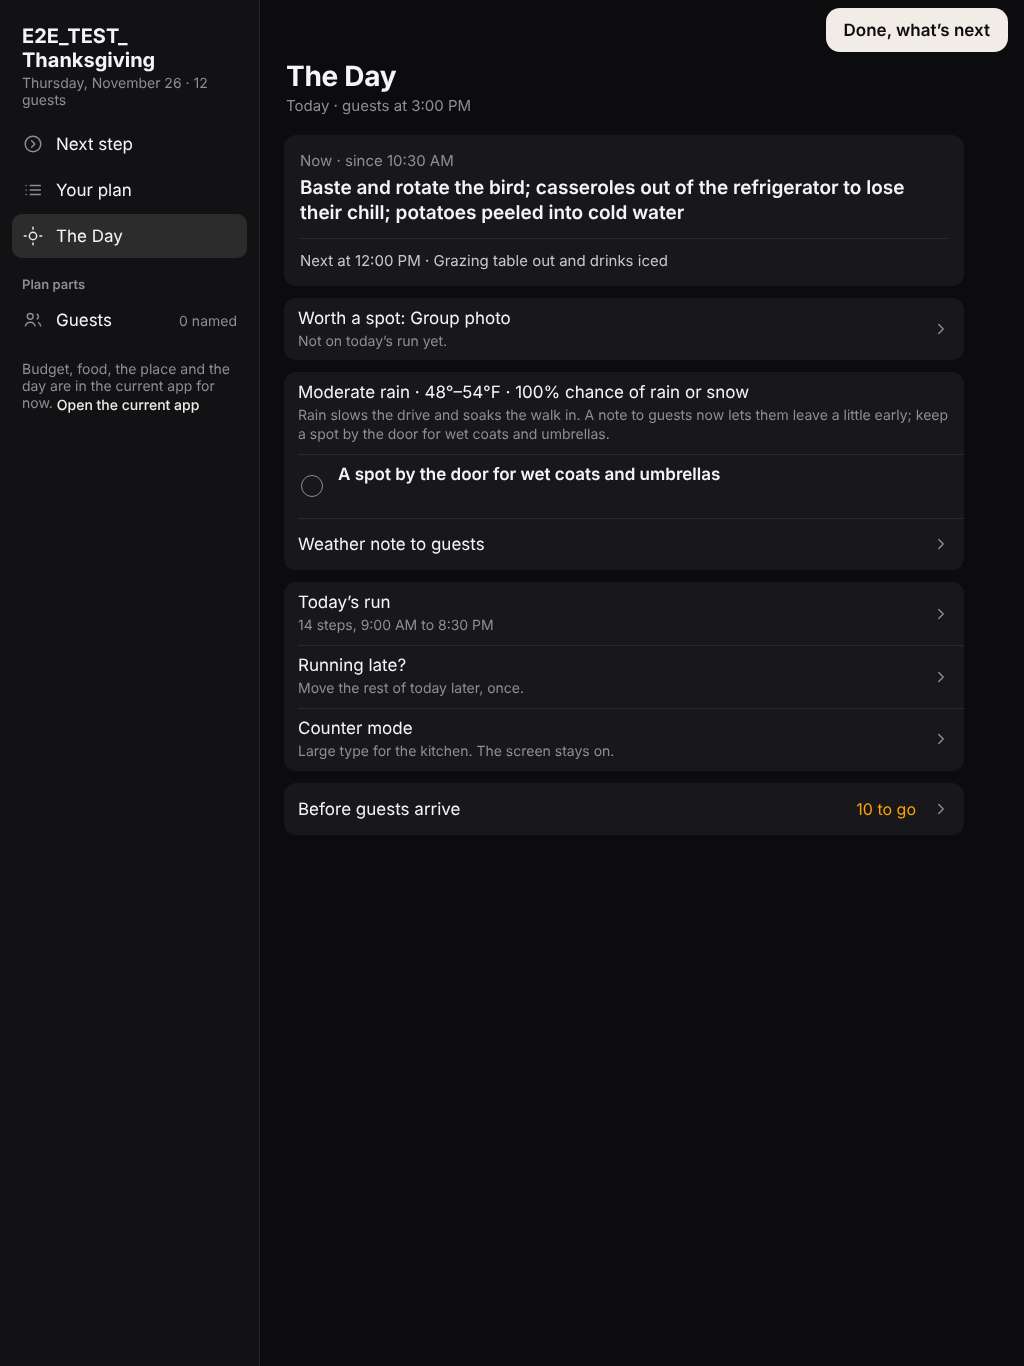 E2E_TEST_
Thanksgiving
Thursday, November 26 · 12
guests
Next step
Your plan
The Day
Plan parts
Guests
0 named
Budget, food, the place and the
day are in the current app for
now. Open the current app
Done, what’s next
The Day
Today · guests at 3:00 PM
Now · since 10:30 AM
Baste and rotate the bird; casseroles out of the refrigerator to lose
their chill; potatoes peeled into cold water
Next at 12:00 PM · Grazing table out and drinks iced
Worth a spot: Group photo
Not on today’s run yet.
Moderate rain · 48°–54°F · 100% chance of rain or snow
Rain slows the drive and soaks the walk in. A note to guests now lets them leave a little early; keep
a spot by the door for wet coats and umbrellas.
A spot by the door for wet coats and umbrellas
Weather note to guests
Today’s run
14 steps, 9:00 AM to 8:30 PM
Running late?
Move the rest of today later, once.
Counter mode
Large type for the kitchen. The screen stays on.
Before guests arrive
10 to go